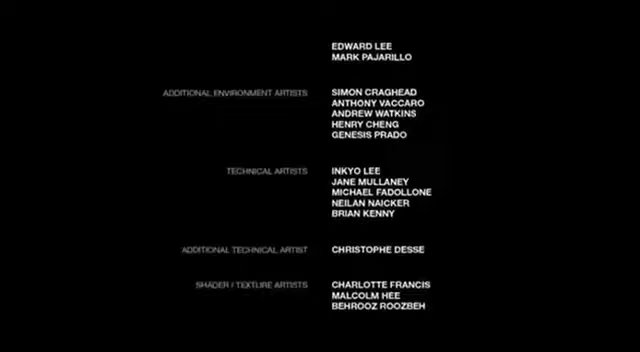 EDWARD LEE
MARK PAJARILLO
ADDITIONAL ENVIRONMENT ARTISTS SIMON CRAGHEAD
ANTHONY VACCARO
ANDREW WATKINS
HENRY CHENG
GENESIS PRADO
TECHNICAL ARTISTS INKYO LEE
JANE MULLANEY
MICHAEL FADOLLONE
NEILAN NAICKER
BRIAN KENNY
ADDITIONAL TECHNICAL ARTIST CHRISTOPHE DESSE
SHADER / TEXTURE ARTISTS CHARLOTTE FRANCIS
MALCOLM HEE
BEHROOZ ROOZBEH